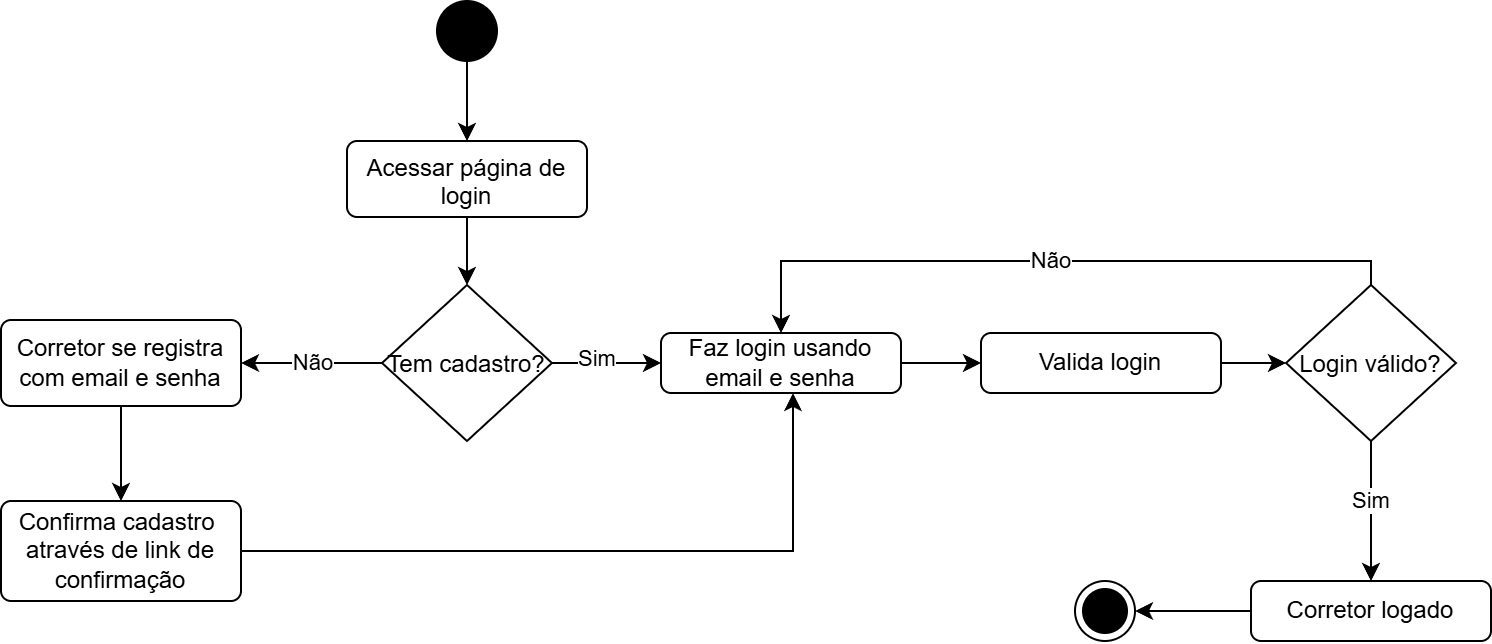 Acessar página de
login
Tem cadastro?
Não
Sim
Corretor se registra
com email e senha
Confirma cadastro
através de link de
confirmação
Faz login usando
email e senha
Valida login
Login válido?
Não
Sim
Corretor logado